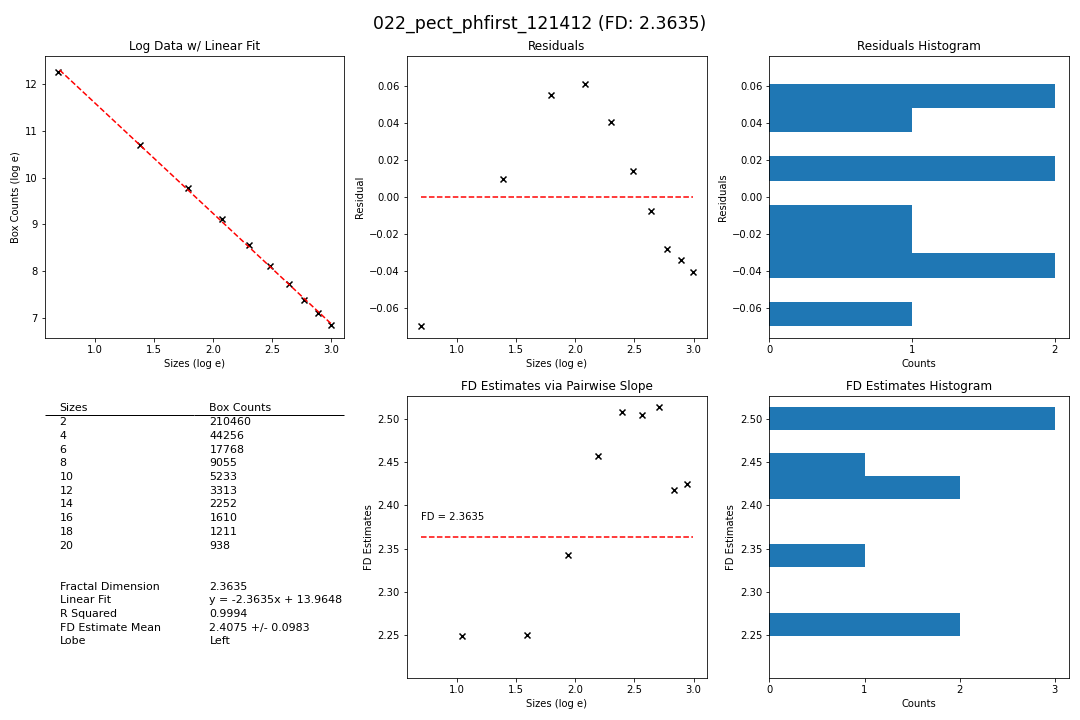 022_pect_phfirst_121412 (FD: 2.3635)
Log Data w/ Linear Fit
Box Counts (log e)
12
11
10
9
8
7
1.0 1.5 2.0 2.5 3.0
Sizes (log e)
Residuals
Residual
0.06
0.04
0.02
0.00
−0.02
−0.04
−0.06
1.0 1.5 2.0 2.5 3.0
Sizes (log e)
Residuals Histogram
Residuals
0.06
0.04
0.02
0.00
−0.02
−0.04
−0.06
0 1 2
Counts
Sizes Box Counts
2 210460
4 44256
6 17768
8 9055
10 5233
12 3313
14 2252
16 1610
18 1211
20 938
Fractal Dimension 2.3635
Linear Fit y = -2.3635x + 13.9648
R Squared 0.9994
FD Estimate Mean 2.4075 +/- 0.0983
Lobe Left
FD Estimates via Pairwise Slope
FD Estimates
2.50
2.45
2.40
2.35
2.30
2.25
FD = 2.3635
1.0 1.5 2.0 2.5 3.0
Sizes (log e)
FD Estimates Histogram
FD Estimates
2.50
2.45
2.40
2.35
2.30
2.25
0 1 2 3
Counts